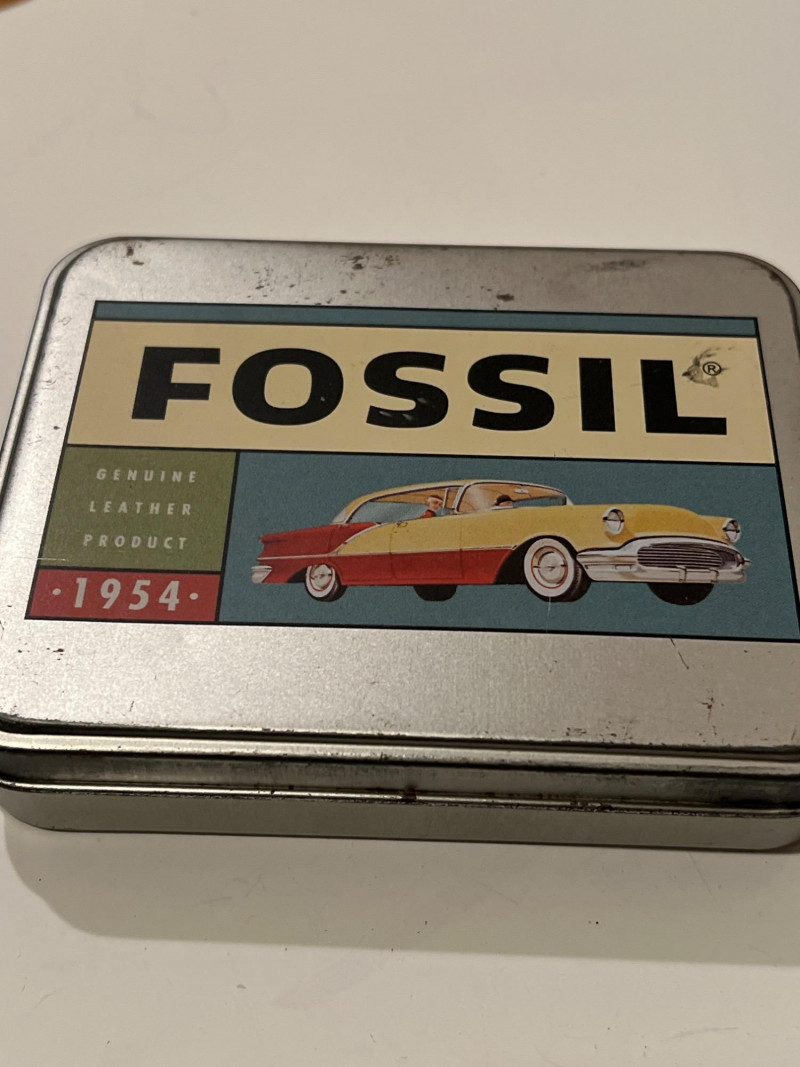 FOSSIL®
GENUINE
LEATHER
PRODUCT
·1954·